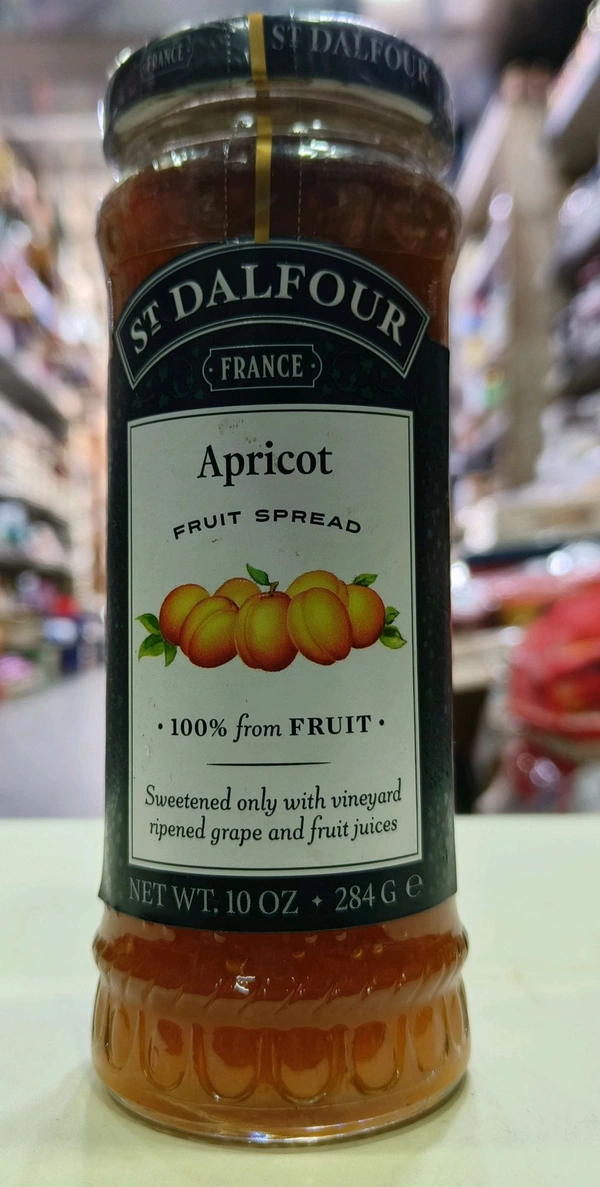 FRANCE ST DALFOUR
ST DALFOUR
FRANCE
Apricot
FRUIT SPREAD
• 100% from FRUIT •
Sweetened only with vineyard
ripened grape and fruit juices
NET WT. 10 OZ ✦ 284 G ℮